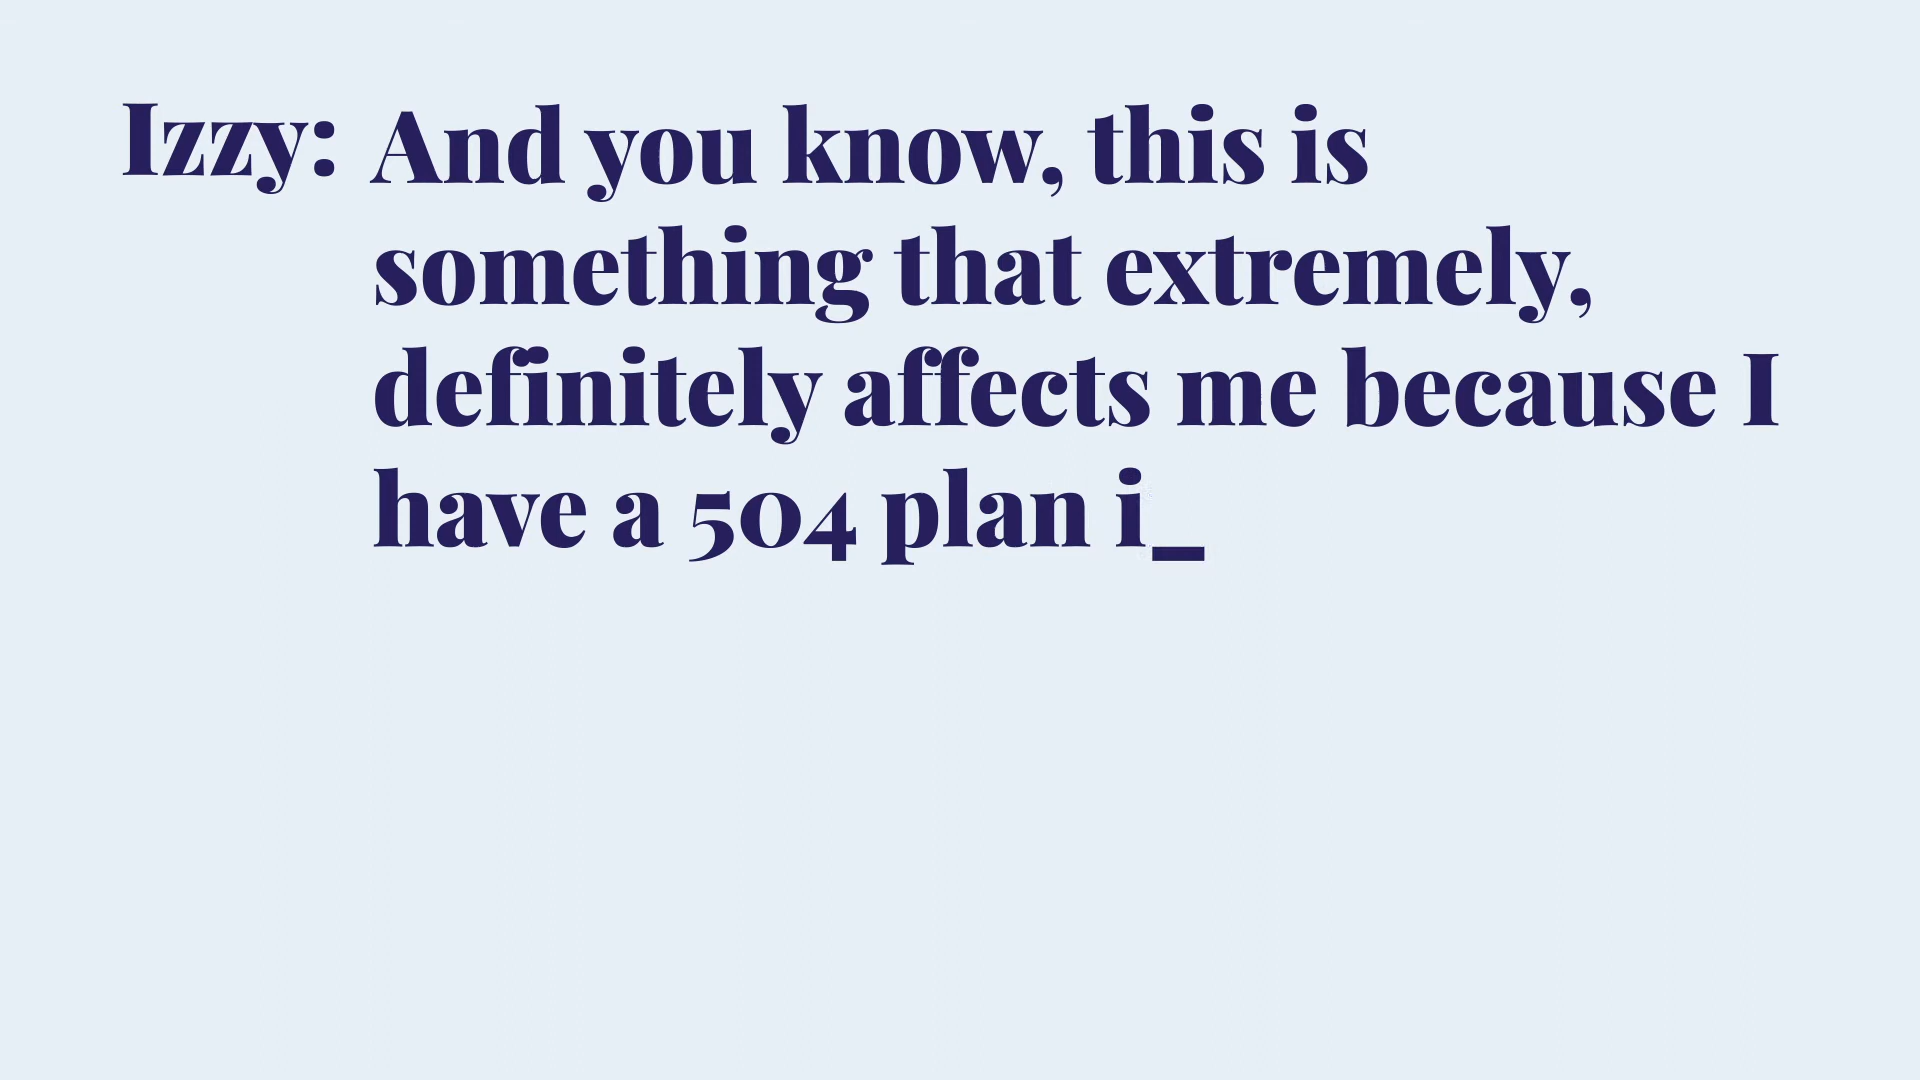 Izzy: And you know, this is
something that extremely,
definitely affects me because I
have a 504 plan i_